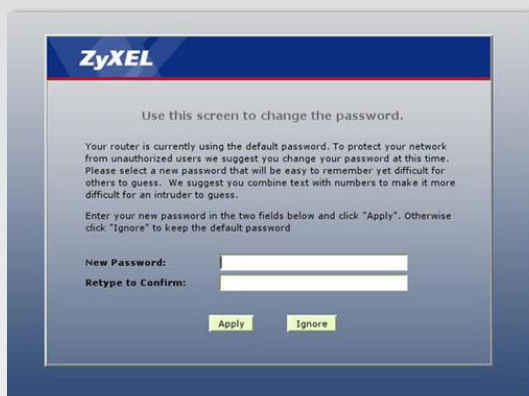 ZyXEL
Use this screen to change the password.
Your router is currently using the default password. To protect your network
from unauthorized users we suggest you change your password at this time.
Please select a new password that will be easy to remember yet difficult for
others to guess. We suggest you combine text with numbers to make it more
difficult for an intruder to guess.
Enter your new password in the two fields below and click "Apply". Otherwise
click "Ignore" to keep the default password
New Password:
Retype to Confirm:
Apply Ignore